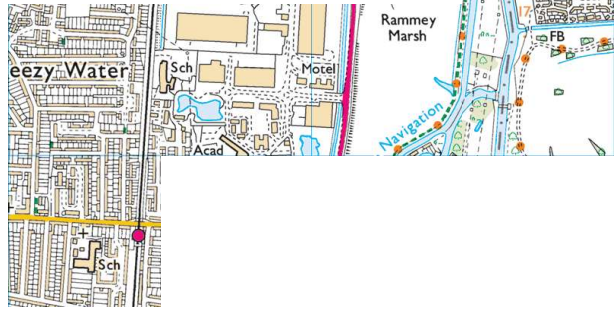 17
Rammey
Marsh
FB
eezy Water
Sch
Motel
Navigation
Acad
Sch